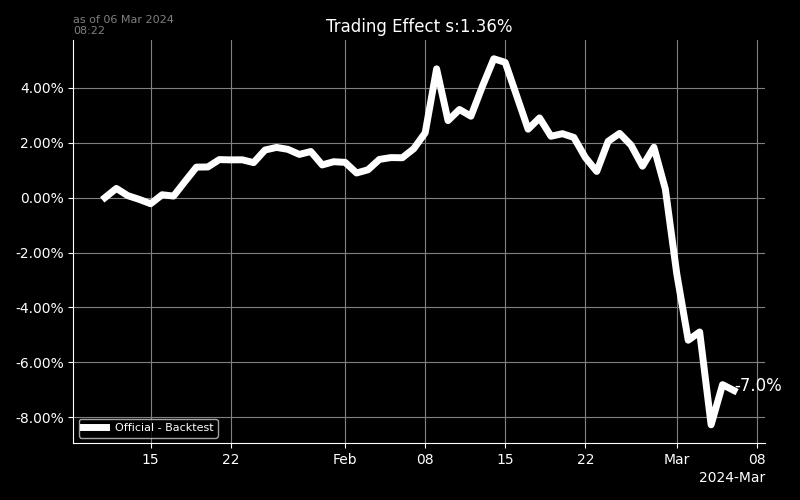 as of 06 Mar 2024
08:22
Trading Effect s:1.36%
4.00%
2.00%
0.00%
-2.00%
-4.00%
-6.00%
-8.00%
-7.0%
Official - Backtest
15 22 Feb 08 15 22 Mar 08
2024-Mar